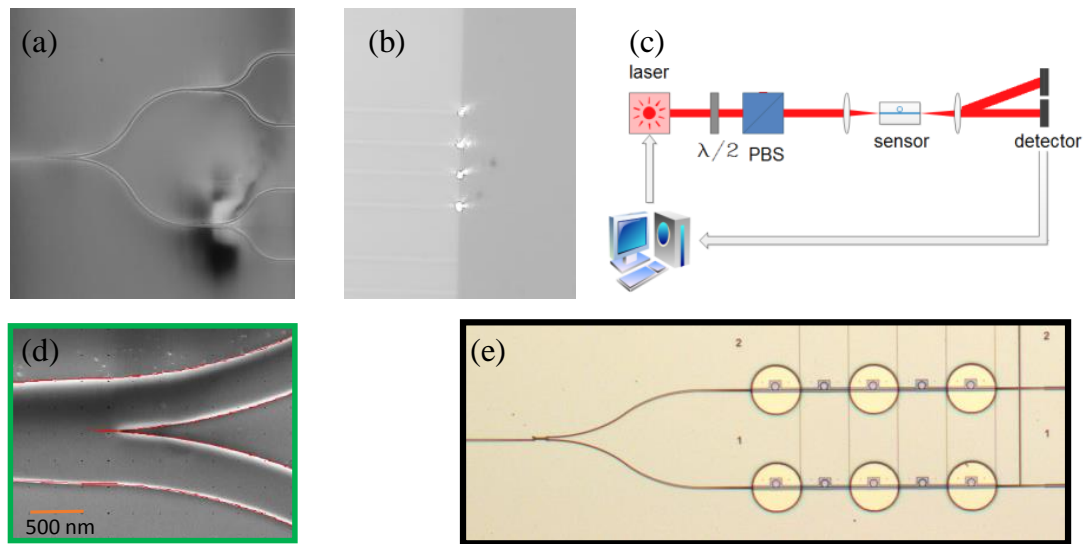 (a)
(b)
(c)
laser
λ/2
PBS
sensor
detector
(d)
500 nm
(e)
2
2
1
1